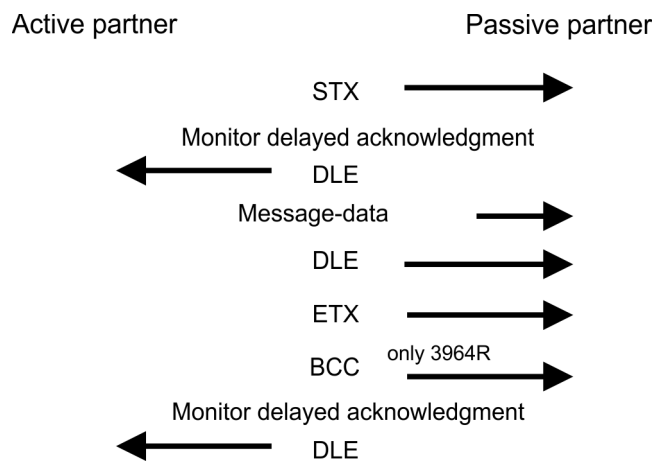 Active partner Passive partner
STX
Monitor delayed acknowledgment
DLE
Message-data
DLE
ETX
BCC only 3964R
Monitor delayed acknowledgment
DLE